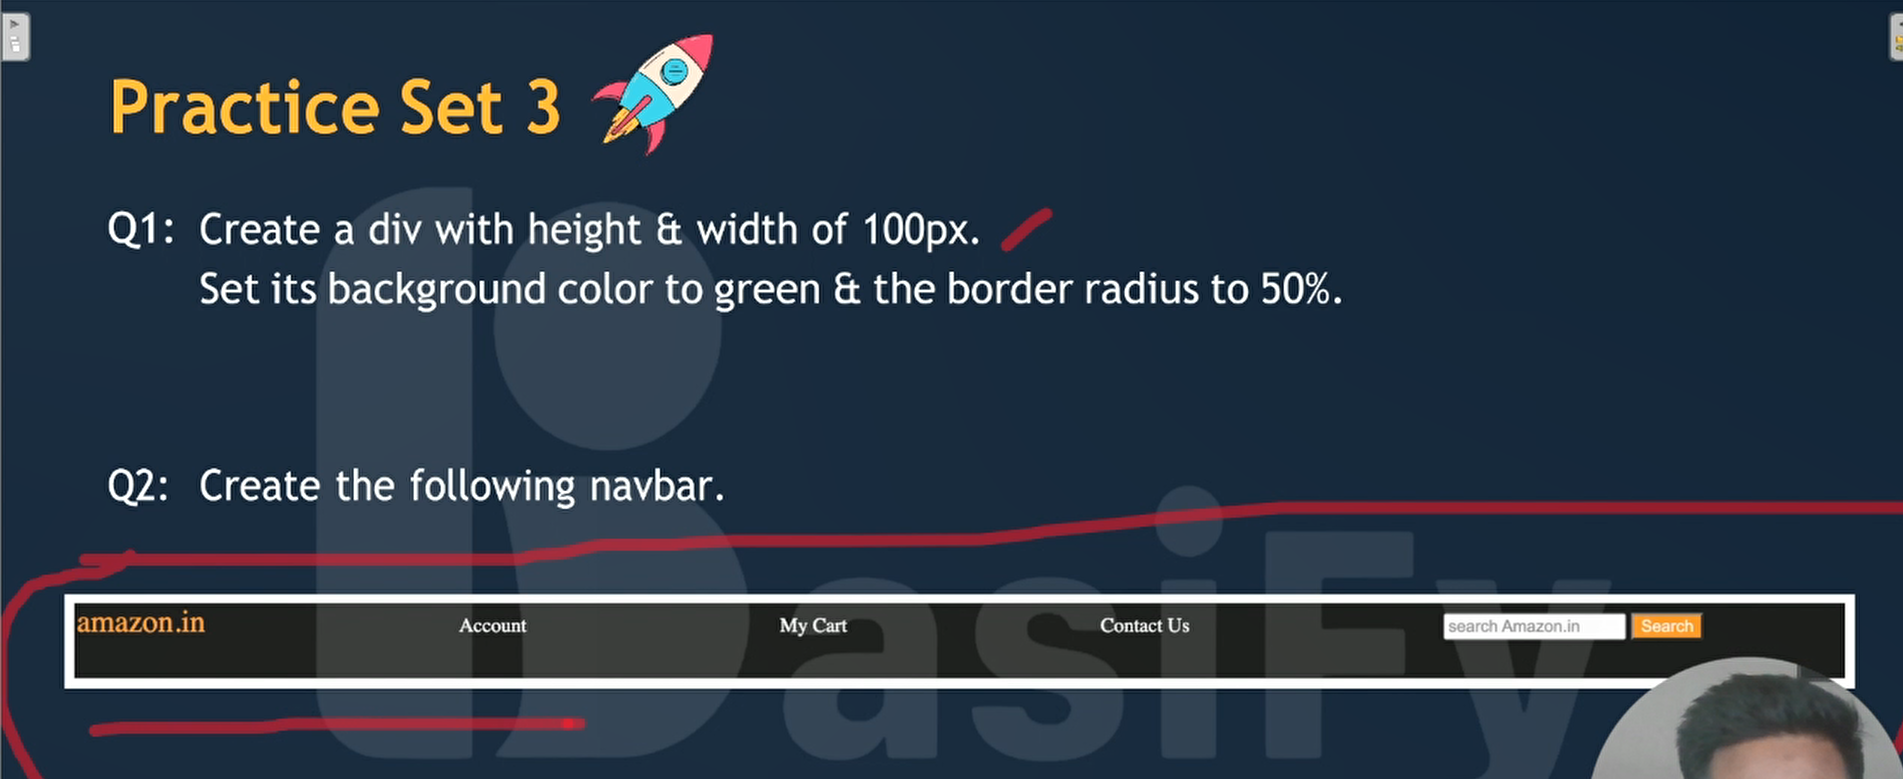 Practice Set 3
Q1: Create a div with height & width of 100px.
Set its background color to green & the border radius to 50%.
Q2: Create the following navbar.
amazon.in Account My Cart Contact Us search Amazon.in Search
BasiFy